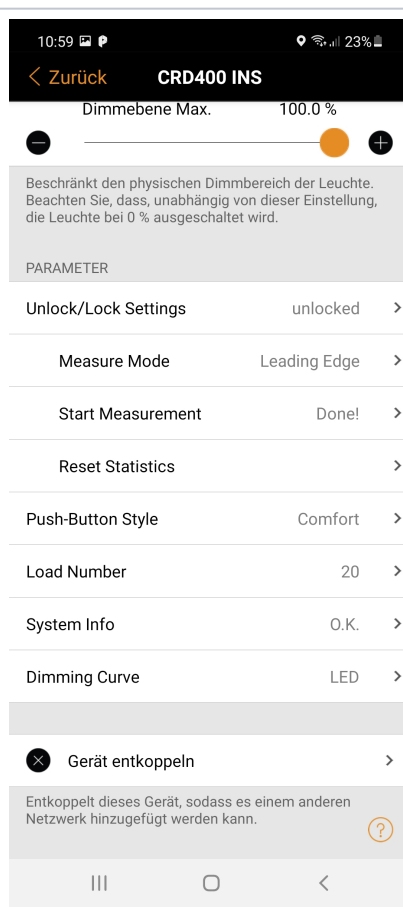 10:59 23%
Zurück CRD400 INS
Dimmebene Max. 100.0 %
Beschränkt den physischen Dimmbereich der Leuchte.
Beachten Sie, dass, unabhängig von dieser Einstellung,
die Leuchte bei 0 % ausgeschaltet wird.
PARAMETER
Unlock/Lock Settings unlocked
Measure Mode Leading Edge
Start Measurement Done!
Reset Statistics
Push-Button Style Comfort
Load Number 20
System Info O.K.
Dimming Curve LED
Gerät entkoppeln
Entkoppelt dieses Gerät, sodass es einem anderen
Netzwerk hinzugefügt werden kann.
?